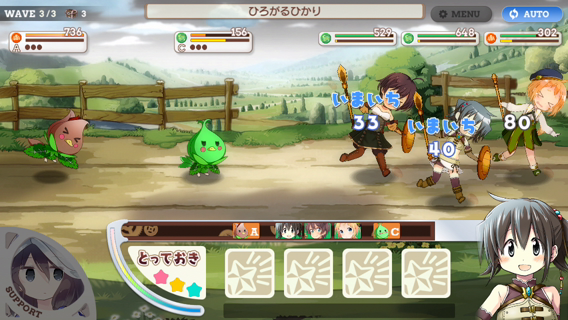 WAVE 3/3 3
ひろがるひかり
MENU
AUTO
736
A
156
C
529
648
302
いまいち
33
いまいち
40
80
A
C
とっておき
SUPPORT